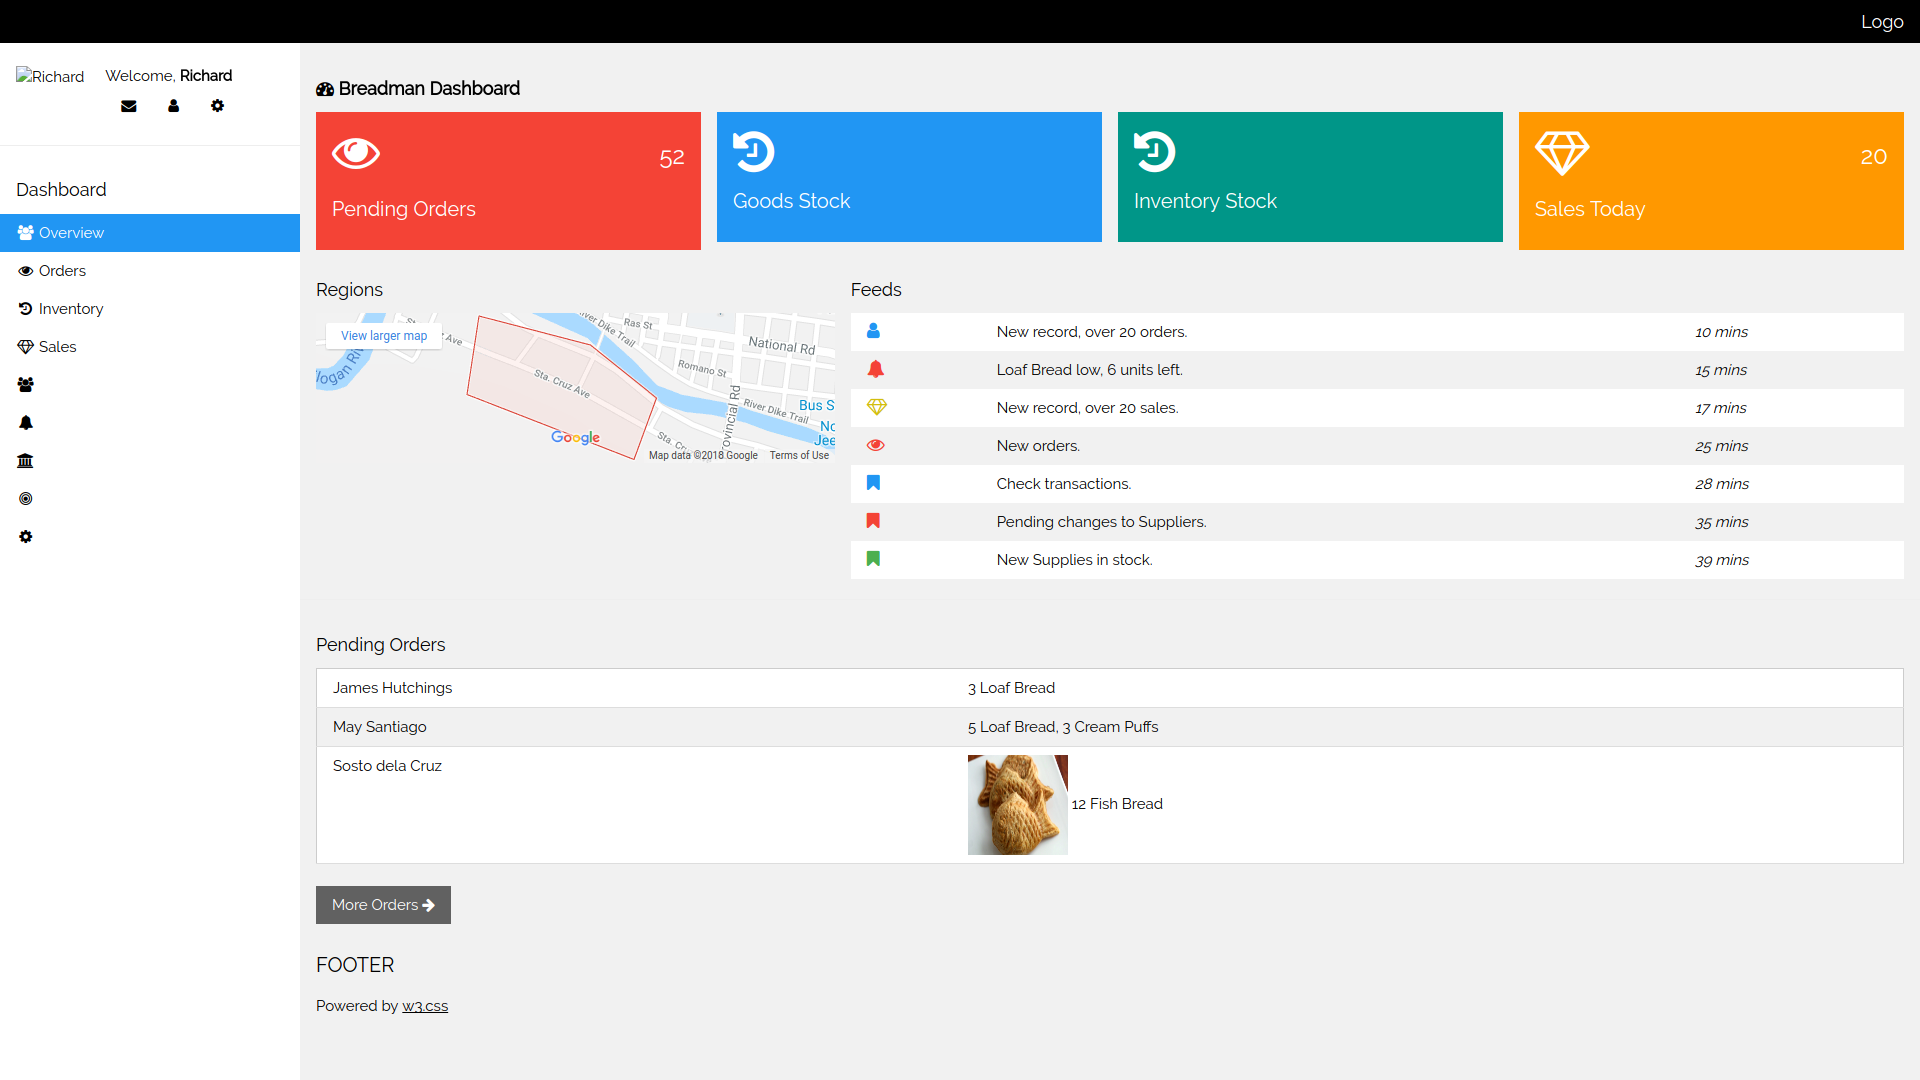 Logo
Richard
Welcome, Richard
Dashboard
Overview
Orders
Inventory
Sales
Breadman Dashboard
52
Pending Orders
Goods Stock
Inventory Stock
20
Sales Today
Regions
View larger map
Ave
River Dike Trail
Ras St
National Rd
Romano St
Sta. Cruz Ave
River Dike Trail
Bus S
No
Jee
Google
Map data ©2018 Google
Terms of Use
Feeds
New record, over 20 orders. 10 mins
Loaf Bread low, 6 units left. 15 mins
New record, over 20 sales. 17 mins
New orders. 25 mins
Check transactions. 28 mins
Pending changes to Suppliers. 35 mins
New Supplies in stock. 39 mins
Pending Orders
James Hutchings 3 Loaf Bread
May Santiago 5 Loaf Bread, 3 Cream Puffs
Sosto dela Cruz 12 Fish Bread
More Orders
FOOTER
Powered by w3.css